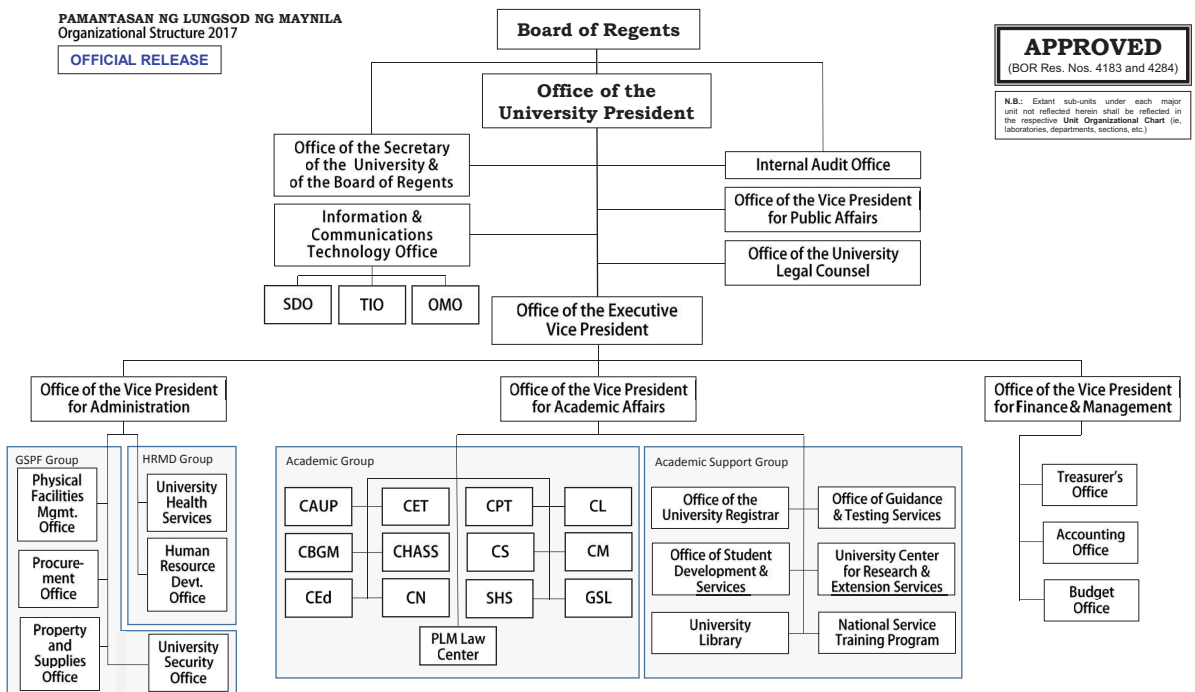 PAMANTASAN NG LUNGSOD NG MAYNILA
Organizational Structure 2017
OFFICIAL RELEASE
Board of Regents
APPROVED
(BOR Res. Nos. 4183 and 4284)
N.B.: Extant sub-units under each major
unit not reflected herein shall be reflected in
the respective Unit Organizational Chart (ie,
laboratories, departments, sections, etc.)
Office of the
University President
Office of the Secretary
of the University &
of the Board of Regents
Internal Audit Office
Information &
Communications
Technology Office
Office of the Vice President
for Public Affairs
Office of the University
Legal Counsel
SDO
TIO
OMO
Office of the Executive
Vice President
Office of the Vice President
for Administration
Office of the Vice President
for Academic Affairs
Office of the Vice President
for Finance & Management
GSPF Group
Physical
Facilities
Mgmt.
Office
Procure-
ment
Office
Property
and
Supplies
Office
HRMD Group
University
Health
Services
Human
Resource
Devt.
Office
University
Security
Office
Academic Group
CAUP
CET
CPT
CL
CBGM
CHASS
CS
CM
CEd
CN
SHS
GSL
PLM Law
Center
Academic Support Group
Office of the
University Registrar
Office of Guidance
& Testing Services
Office of Student
Development &
Services
University Center
for Research &
Extension Services
University
Library
National Service
Training Program
Treasurer's
Office
Accounting
Office
Budget
Office